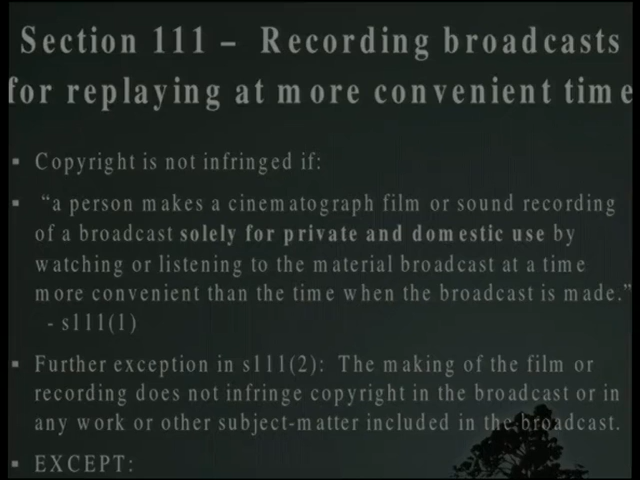 Section 111 – Recording broadcasts
for replaying at more convenient time
▪ Copyright is not infringed if:
▪ “a person makes a cinematograph film or sound recording
of a broadcast solely for private and domestic use by
watching or listening to the material broadcast at a time
more convenient than the time when the broadcast is made.”
- s111(1)
▪ Further exception in s111(2): The making of the film or
recording does not infringe copyright in the broadcast or in
any work or other subject-matter included in the broadcast.
▪ EXCEPT: